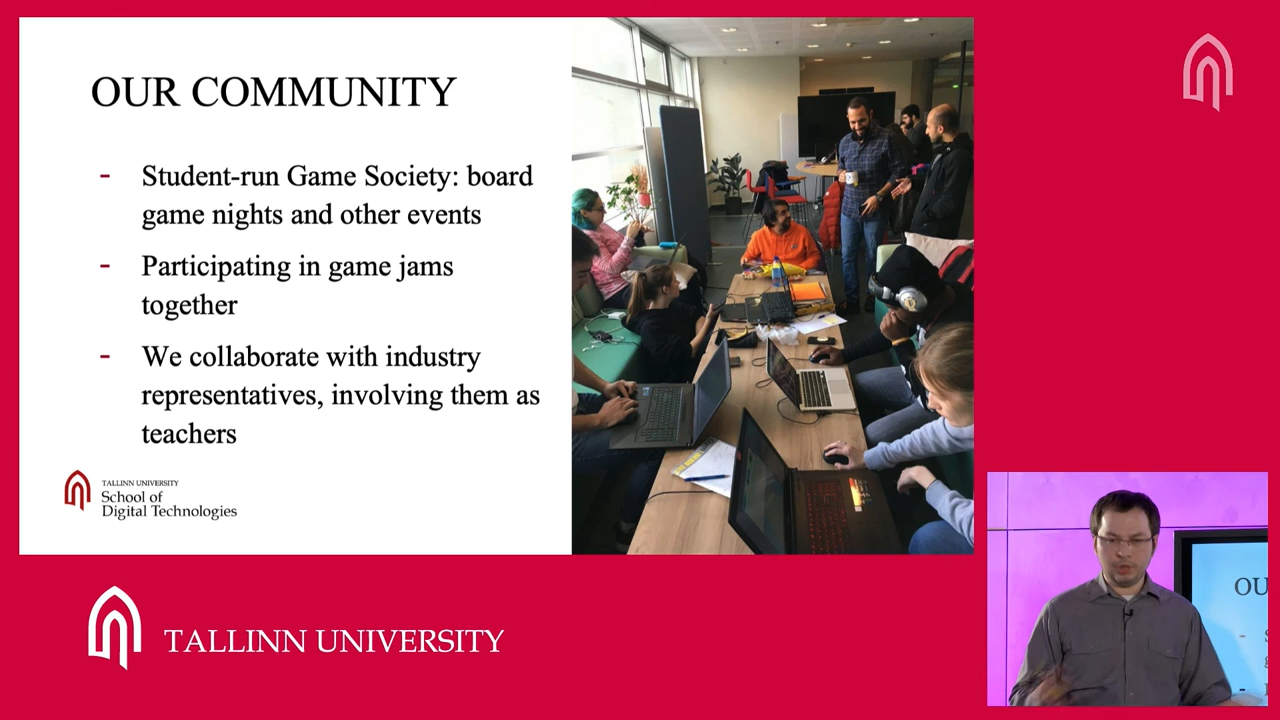 OUR COMMUNITY
- Student-run Game Society: board
game nights and other events
- Participating in game jams
together
- We collaborate with industry
representatives, involving them as
teachers
TALLINN UNIVERSITY
School of
Digital Technologies
TALLINN UNIVERSITY
OU